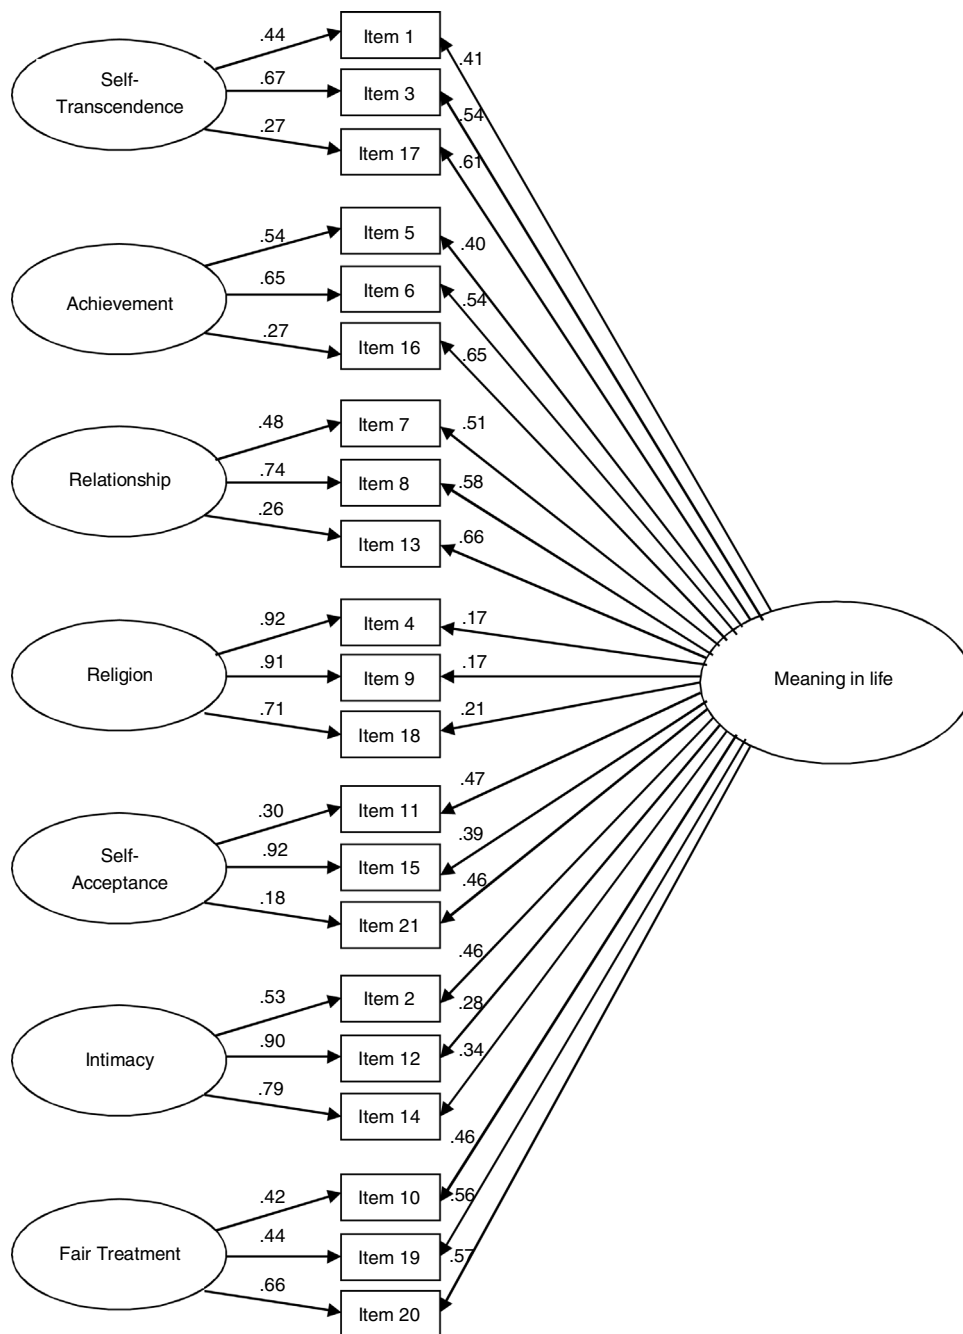 .44
Item 1
.41
Self-
Transcendence
.67
Item 3
.54
.27
Item 17
.61
.54
Item 5
.40
Achievement
.65
Item 6
.54
.27
Item 16
.65
.48
Item 7
.51
Relationship
.74
Item 8
.58
.26
Item 13
.66
.92
Item 4
.17
Religion
.91
Item 9
.17
.71
Item 18
.21
Meaning in life
.30
Item 11
.47
Self-
Acceptance
.92
Item 15
.39
.18
Item 21
.46
.53
Item 2
.46
Intimacy
.90
Item 12
.28
.79
Item 14
.34
.42
Item 10
.46
Fair Treatment
.44
Item 19
.56
.66
Item 20
.57